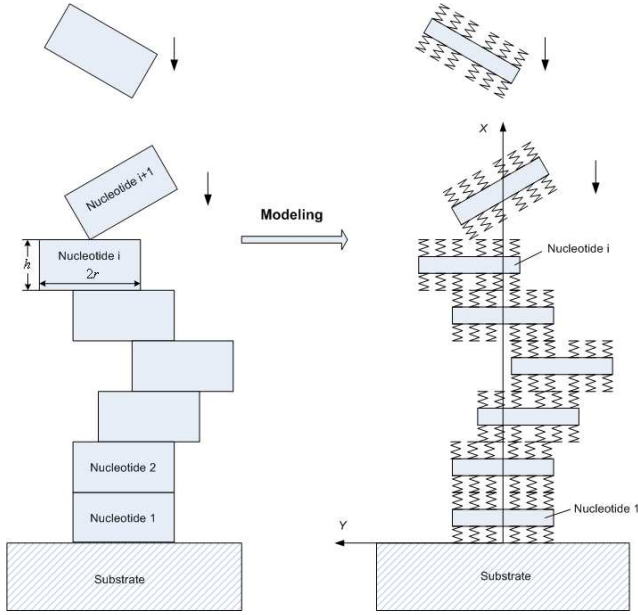 X
Nucleotide i+1
Modeling
Nucleotide i
h
2r
Nucleotide i
Nucleotide 2
Nucleotide 1
Nucleotide 1
Y
Substrate
Substrate